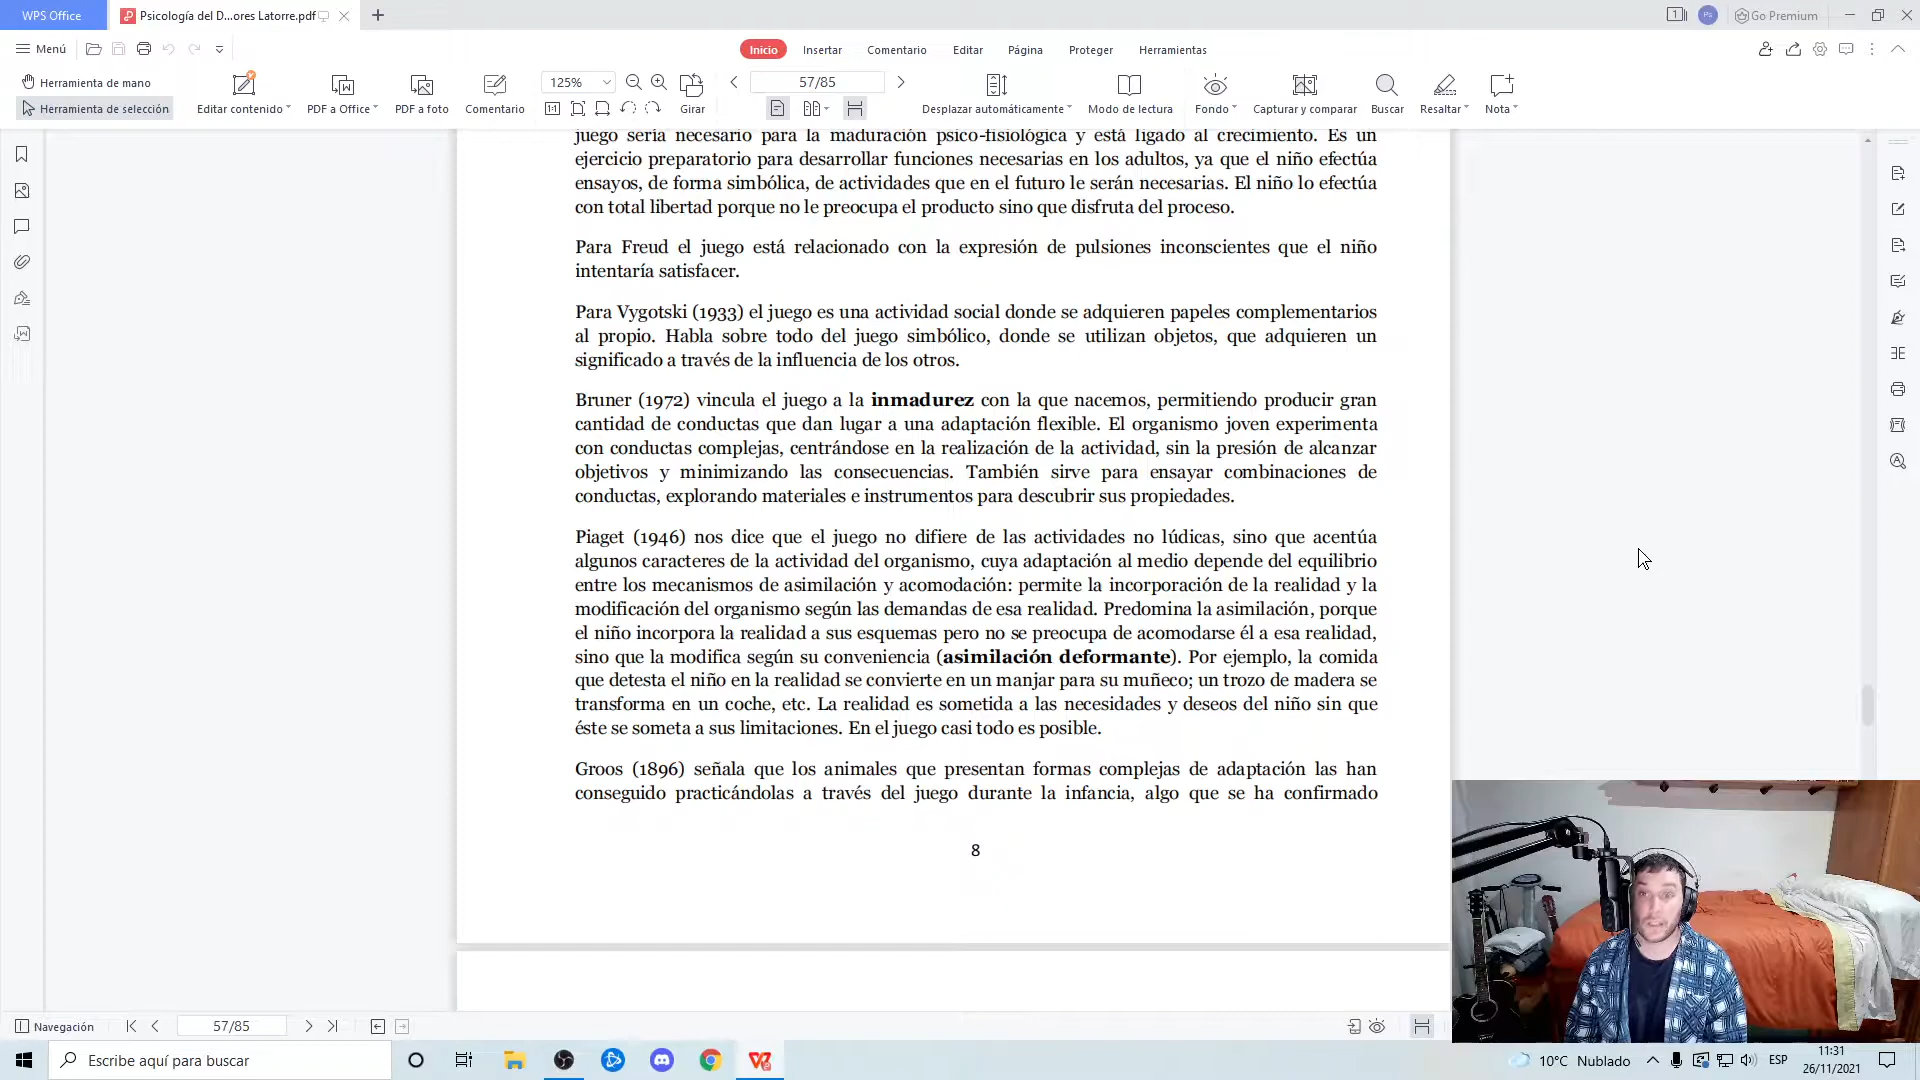 WPS Office
Psicología del D...ores Latorre.pdf
1
Go Premium
Menú
Inicio
Insertar
Comentario
Editar
Página
Proteger
Herramientas
Herramienta de mano
Herramienta de selección
Editar contenido
PDF a Office
PDF a foto
Comentario
125%
Girar
57/85
Desplazar automáticamente
Modo de lectura
Fondo
Capturar y comparar
Buscar
Resaltar
Nota
juego sería necesario para la maduración psico-fisiológica y está ligado al crecimiento. Es un
ejercicio preparatorio para desarrollar funciones necesarias en los adultos, ya que el niño efectúa
ensayos, de forma simbólica, de actividades que en el futuro le serán necesarias. El niño lo efectúa
con total libertad porque no le preocupa el producto sino que disfruta del proceso.
Para Freud el juego está relacionado con la expresión de pulsiones inconscientes que el niño
intentaría satisfacer.
Para Vygotski (1933) el juego es una actividad social donde se adquieren papeles complementarios
al propio. Habla sobre todo del juego simbólico, donde se utilizan objetos, que adquieren un
significado a través de la influencia de los otros.
Bruner (1972) vincula el juego a la inmadurez con la que nacemos, permitiendo producir gran
cantidad de conductas que dan lugar a una adaptación flexible. El organismo joven experimenta
con conductas complejas, centrándose en la realización de la actividad, sin la presión de alcanzar
objetivos y minimizando las consecuencias. También sirve para ensayar combinaciones de
conductas, explorando materiales e instrumentos para descubrir sus propiedades.
Piaget (1946) nos dice que el juego no difiere de las actividades no lúdicas, sino que acentúa
algunos caracteres de la actividad del organismo, cuya adaptación al medio depende del equilibrio
entre los mecanismos de asimilación y acomodación: permite la incorporación de la realidad y la
modificación del organismo según las demandas de esa realidad. Predomina la asimilación, porque
el niño incorpora la realidad a sus esquemas pero no se preocupa de acomodarse él a esa realidad,
sino que la modifica según su conveniencia (asimilación deformante). Por ejemplo, la comida
que detesta el niño en la realidad se convierte en un manjar para su muñeco; un trozo de madera se
transforma en un coche, etc. La realidad es sometida a las necesidades y deseos del niño sin que
éste se someta a sus limitaciones. En el juego casi todo es posible.
Groos (1896) señala que los animales que presentan formas complejas de adaptación las han
conseguido practicándolas a través del juego durante la infancia, algo que se ha confirmado
8
Navegación
57/85
Escribe aquí para buscar
10°C Nublado
ESP
11:31
26/11/2021